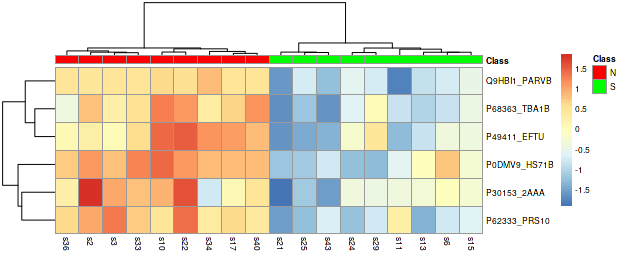 Class
Q9HBI1_PARVB
P68363_TBA1B
P49411_EFTU
P0DMV9_HS71B
P30153_2AAA
P62333_PRS10
s36 s2 s3 s33 s10 s22 s34 s17 s40 s21 s25 s43 s24 s29 s11 s13 s6 s15
1.5
1
0.5
0
-0.5
-1
-1.5
Class
N
S